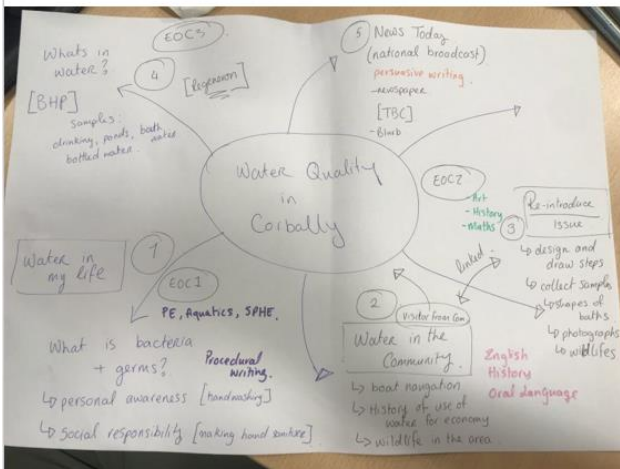 Whats in
water?
EOC3
4
[BHP]
[Regeneron]
Samples:
drinking, ponds, bath
water
bottled water.
5 News Today
(national broadcast)
persuasive writing.
-newspaper
[TBC]
- Blurb
Water Quality
in
Corbally
EOC2
Art
- History
- Maths
3
Re-introduce
issue
linked
↳ design and
draw steps
↳ collect samples
↳ shapes of
baths
↳ photographs
↳ wildlifes
1
Water in
my life
EOC1
PE, Aquatics, SPHE.
What is bacteria
+ germs?
Procedural
writing.
↳ personal awareness [handwashing]
↳ social responsibility [making hand saniture]
2
Visitor from Com
Water in the
Community.
English
History
Oral Language
↳ boat navgation
↳ History of use of
water for economy
↳ wildlife in the area.